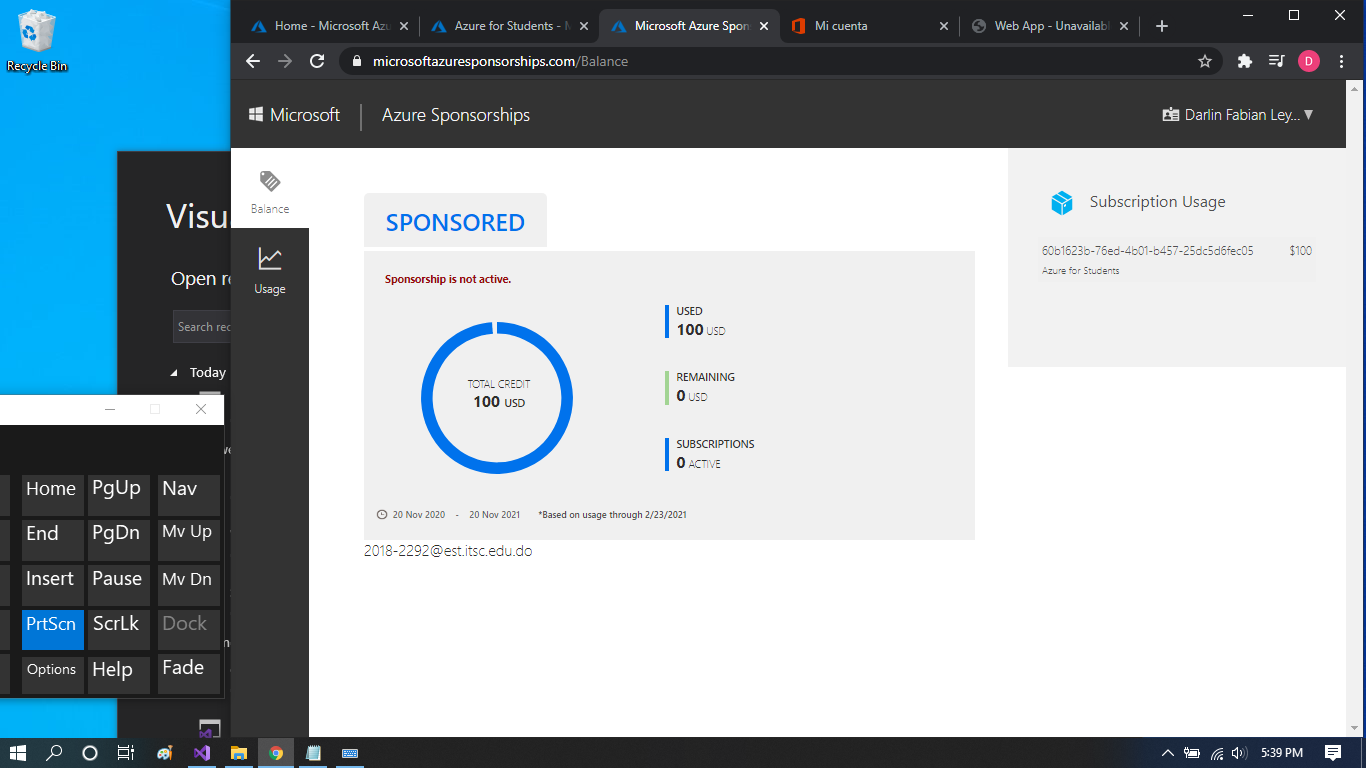 Recycle Bin
Home - Microsoft Az
Azure for Students - M
Microsoft Azure Spon
Mi cuenta
Web App - Unavailabl
microsoftazuresponsorships.com/Balance
D
Microsoft
Azure Sponsorships
Darlin Fabian Ley...
Balance
Usage
SPONSORED
Sponsorship is not active.
TOTAL CREDIT
100 USD
USED
100 USD
REMAINING
0 USD
SUBSCRIPTIONS
0 ACTIVE
20 Nov 2020 - 20 Nov 2021 *Based on usage through 2/23/2021
2018-2292@est.itsc.edu.do
Subscription Usage
60b1623b-76ed-4b01-b457-25dc5d6fec05 $100
Azure for Students
Visu
Open re
Search rec
Today
Home PgUp Nav
End PgDn Mv Up
Insert Pause Mv Dn
PrtScn ScrLk Dock
Options Help Fade
5:39 PM